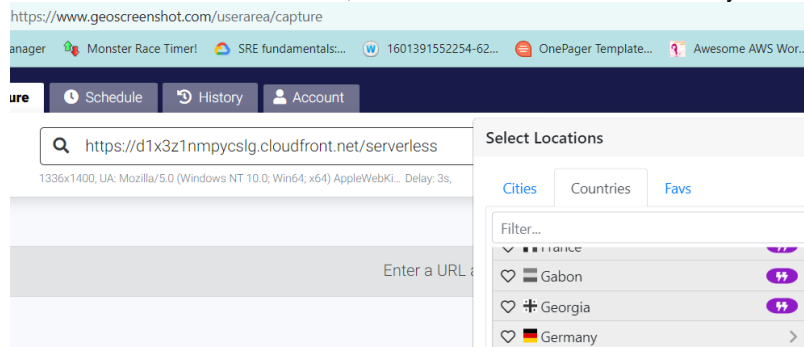 https://www.geoscreenshot.com/userarea/capture
anager Monster Race Timer! SRE fundamentals:... 1601391552254-62... OnePager Template... Awesome AWS Wor...
ure Schedule History Account
https://d1x3z1nmpycslg.cloudfront.net/serverless
1336x1400, UA: Mozilla/5.0 (Windows NT 10.0; Win64; x64) AppleWebKi... Delay: 3s,
Enter a URL a
Select Locations
Cities Countries Favs
Filter...
France
Gabon
Georgia
Germany